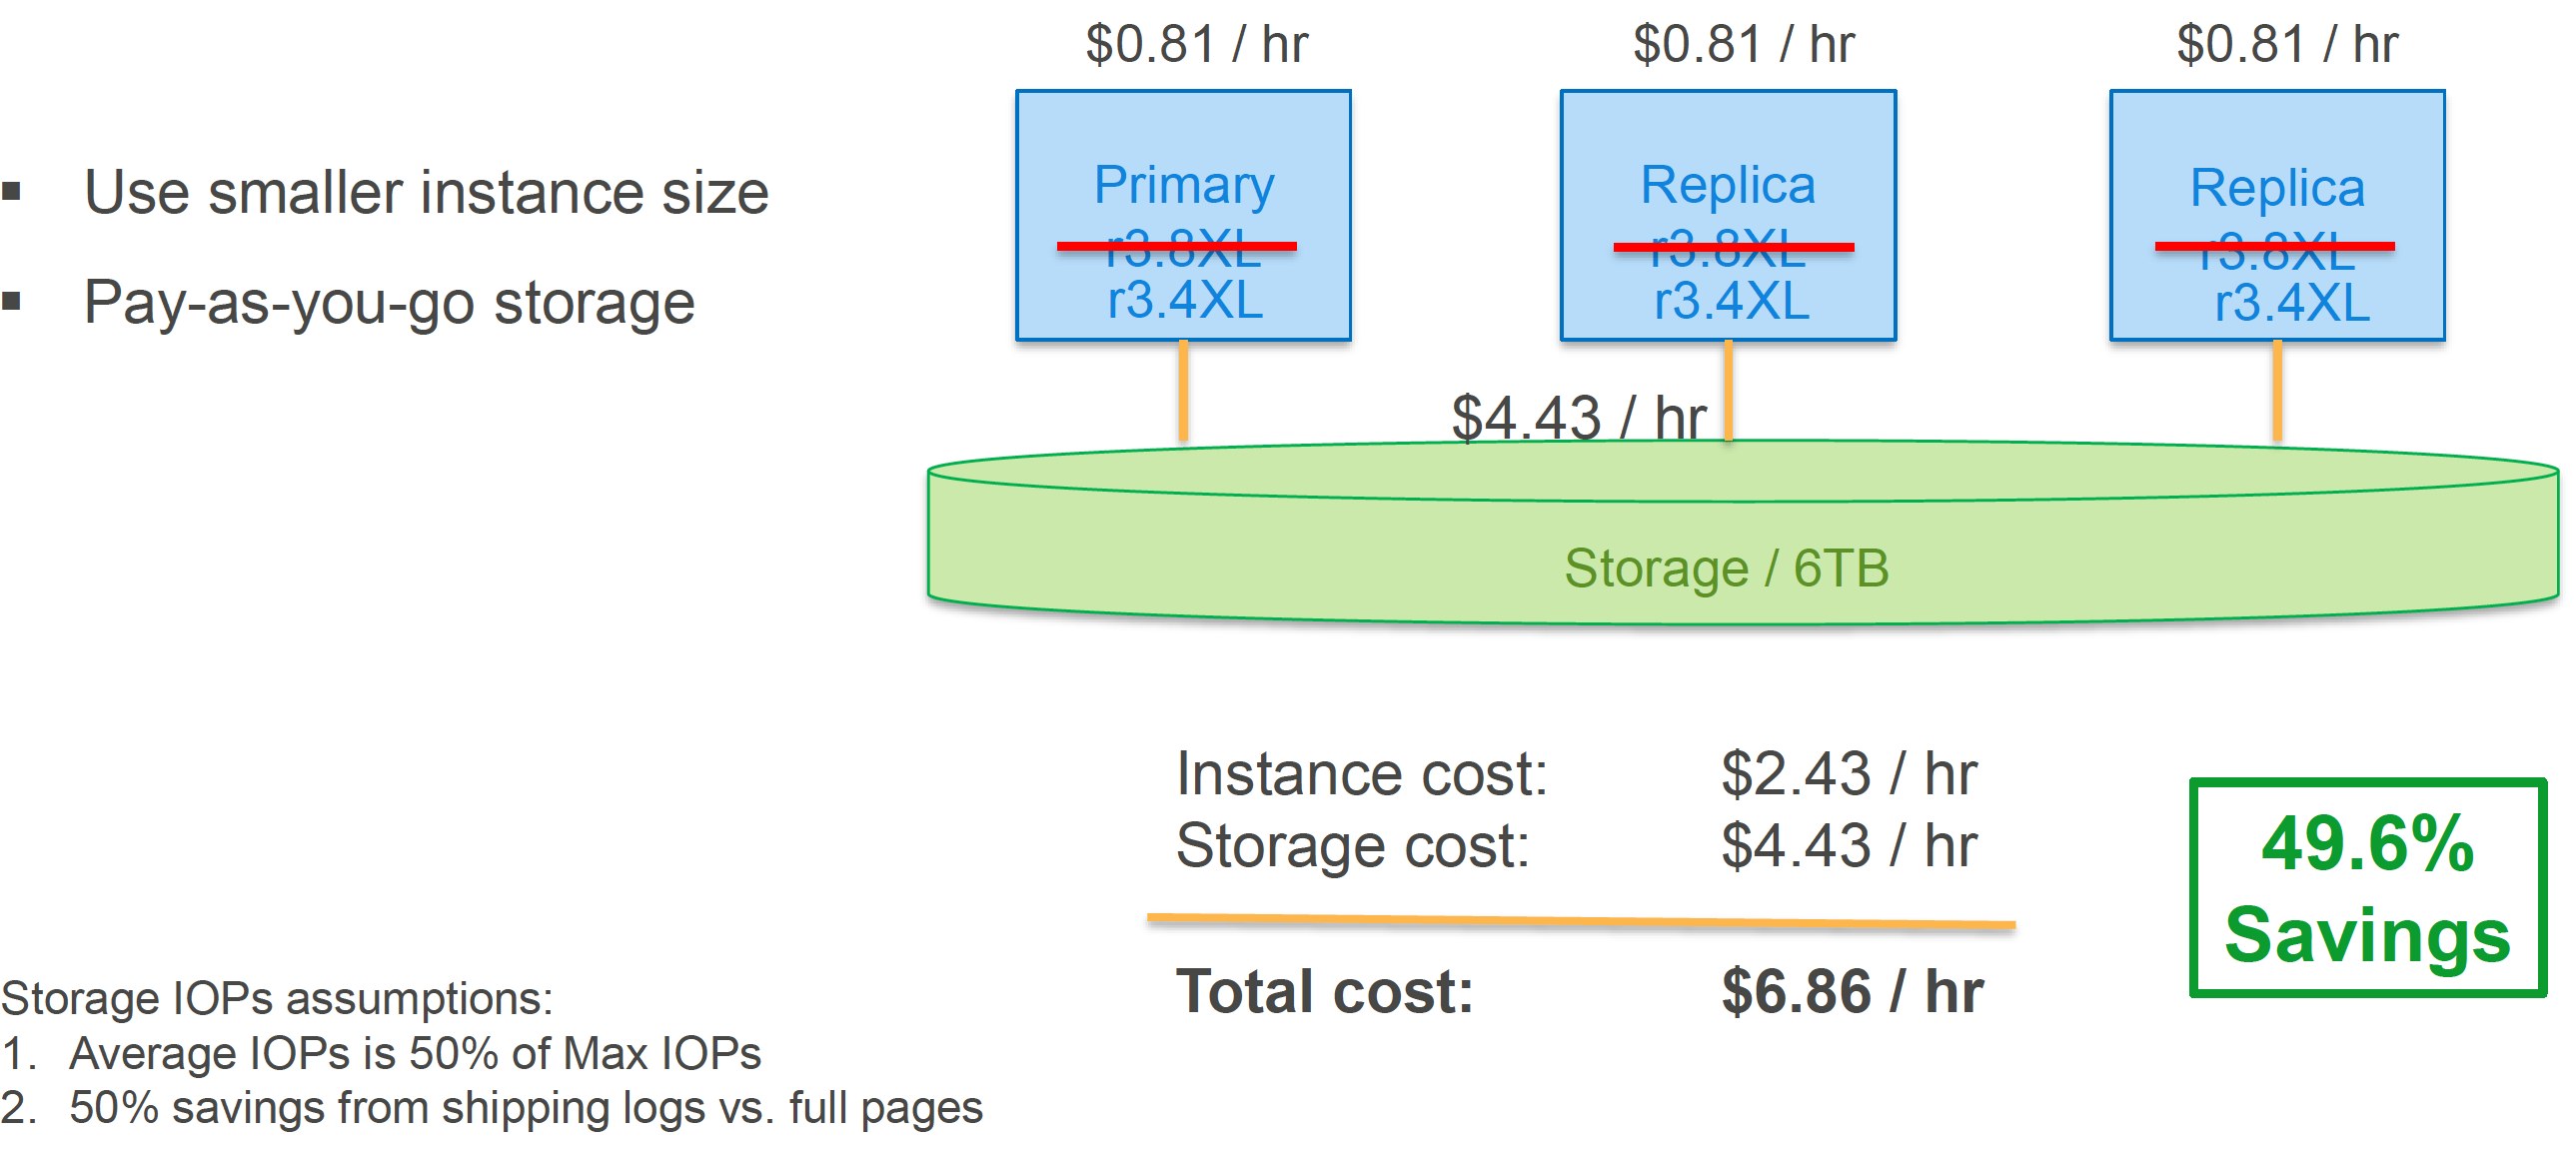 $0.81 / hr
$0.81 / hr
$0.81 / hr
▪ Use smaller instance size
▪ Pay-as-you-go storage
Primary
r3.8XL
r3.4XL
Replica
r3.8XL
r3.4XL
Replica
r3.8XL
r3.4XL
$4.43 / hr
Storage / 6TB
Instance cost: $2.43 / hr
Storage cost: $4.43 / hr
Total cost: $6.86 / hr
49.6%
Savings
Storage IOPs assumptions:
1. Average IOPs is 50% of Max IOPs
2. 50% savings from shipping logs vs. full pages